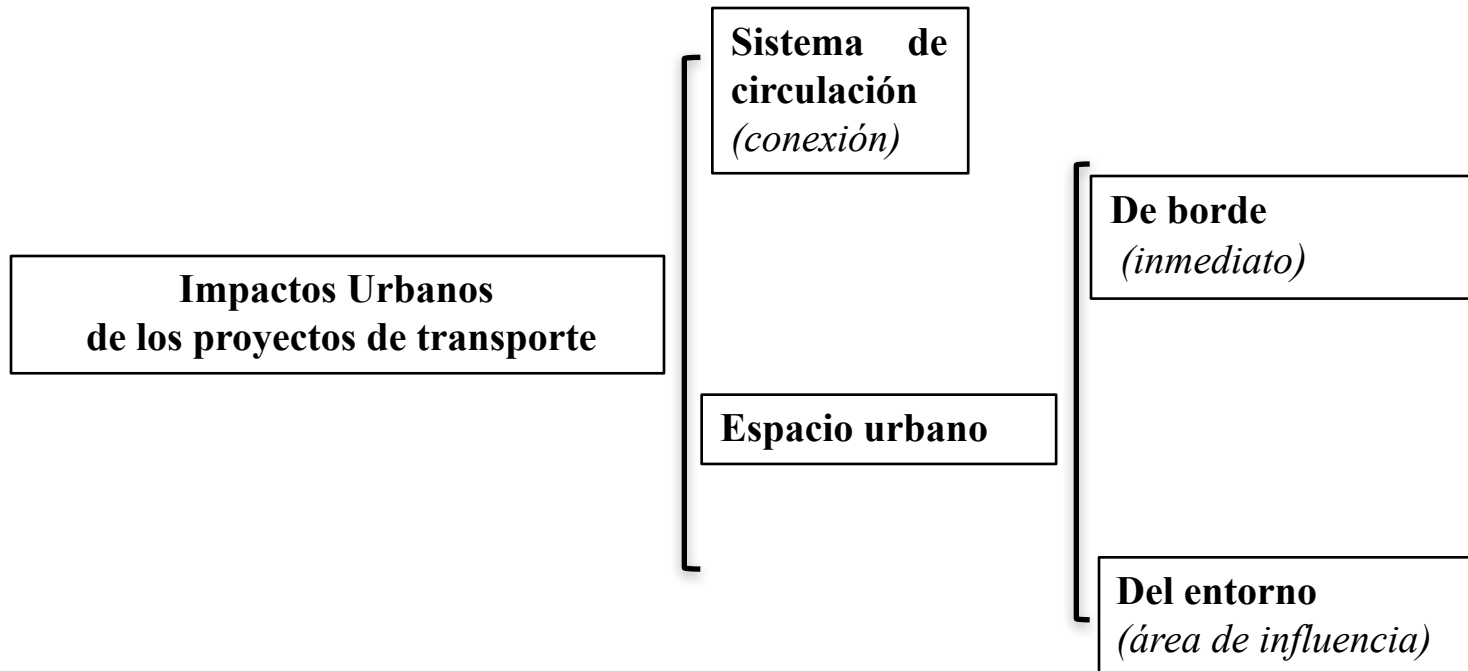 Impactos Urbanos
de los proyectos de transporte
Sistema de
circulación
(conexión)
Espacio urbano
De borde
(inmediato)
Del entorno
(área de influencia)